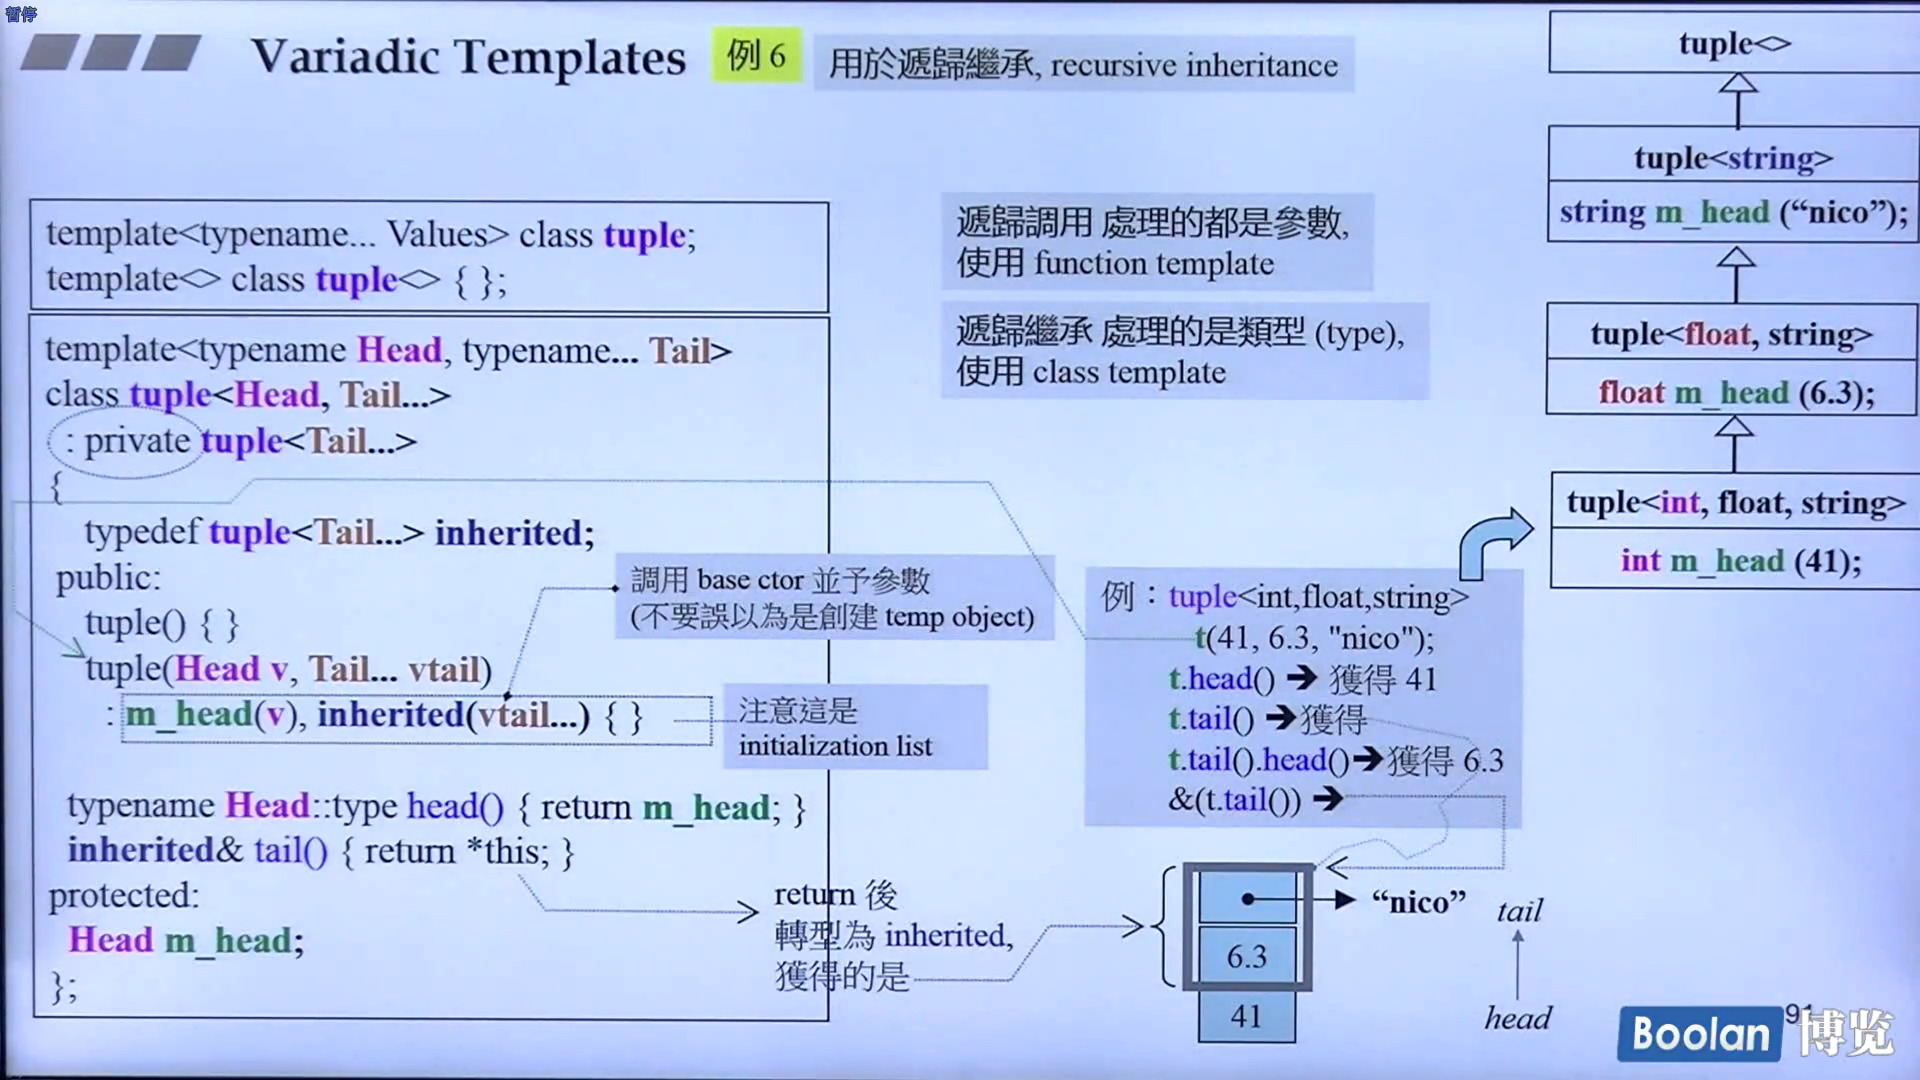 暫停
Variadic Templates
例 6
用於遞歸繼承, recursive inheritance
template<typename... Values> class tuple;
template<> class tuple<> { };
template<typename Head, typename... Tail>
class tuple<Head, Tail...>
: private tuple<Tail...>
{
typedef tuple<Tail...> inherited;
public:
tuple() { }
tuple(Head v, Tail... vtail)
: m_head(v), inherited(vtail...) { }
typename Head::type head() { return m_head; }
inherited& tail() { return *this; }
protected:
Head m_head;
};
遞歸調用 處理的都是參數,
使用 function template
遞歸繼承 處理的是類型 (type),
使用 class template
調用 base ctor 並予參數
(不要誤以為是創建 temp object)
注意這是
initialization list
return 後
轉型為 inherited,
獲得的是
例：tuple<int,float,string>
t(41, 6.3, "nico");
t.head() ➔ 獲得 41
t.tail() ➔獲得
t.tail().head()➔獲得 6.3
&(t.tail()) ➔
“nico”
6.3
41
tail
head
tuple<>
tuple<string>
string m_head (“nico”);
tuple<float, string>
float m_head (6.3);
tuple<int, float, string>
int m_head (41);
91
Boolan 博览